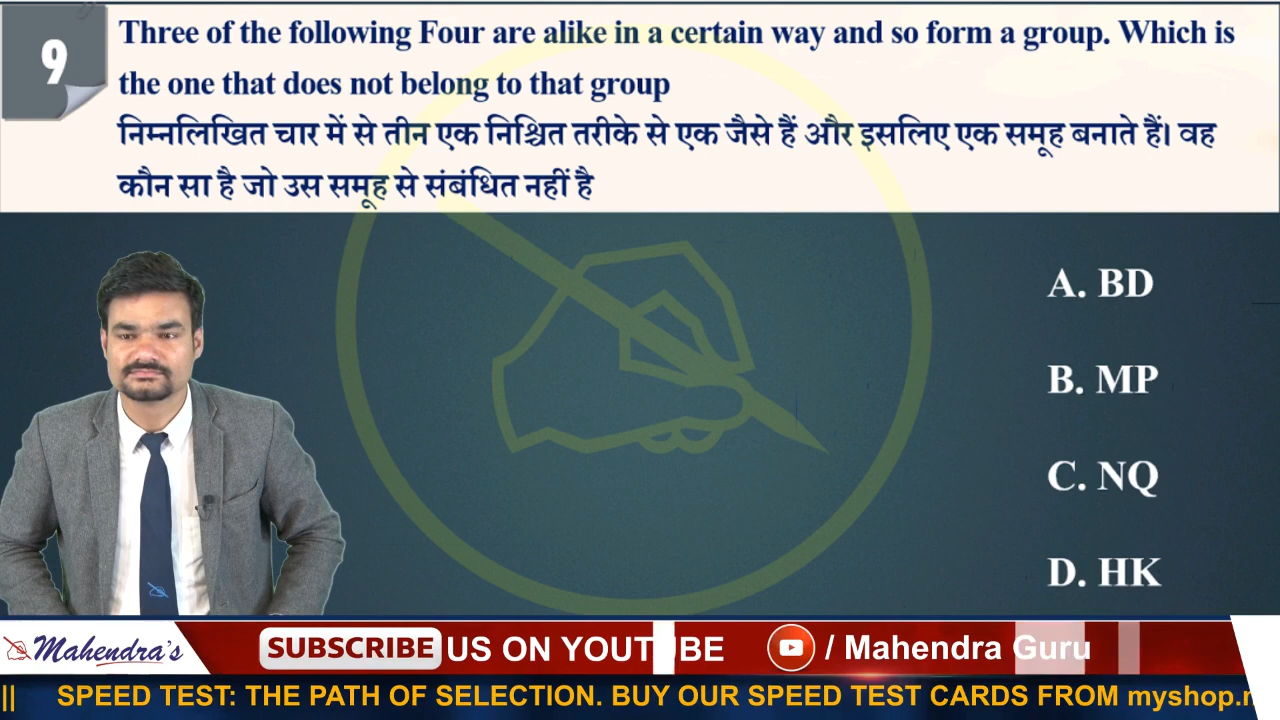 9
Three of the following Four are alike in a certain way and so form a group. Which is
the one that does not belong to that group
निम्नलिखित चार में से तीन एक निश्चित तरीके से एक जैसे हैं और इसलिए एक समूह बनाते हैं। वह
कौन सा है जो उस समूह से संबंधित नहीं है
A. BD
B. MP
C. NQ
D. HK
Mahendra's
SUBSCRIBE US ON YOUTUBE
/ Mahendra Guru
|| SPEED TEST: THE PATH OF SELECTION. BUY OUR SPEED TEST CARDS FROM